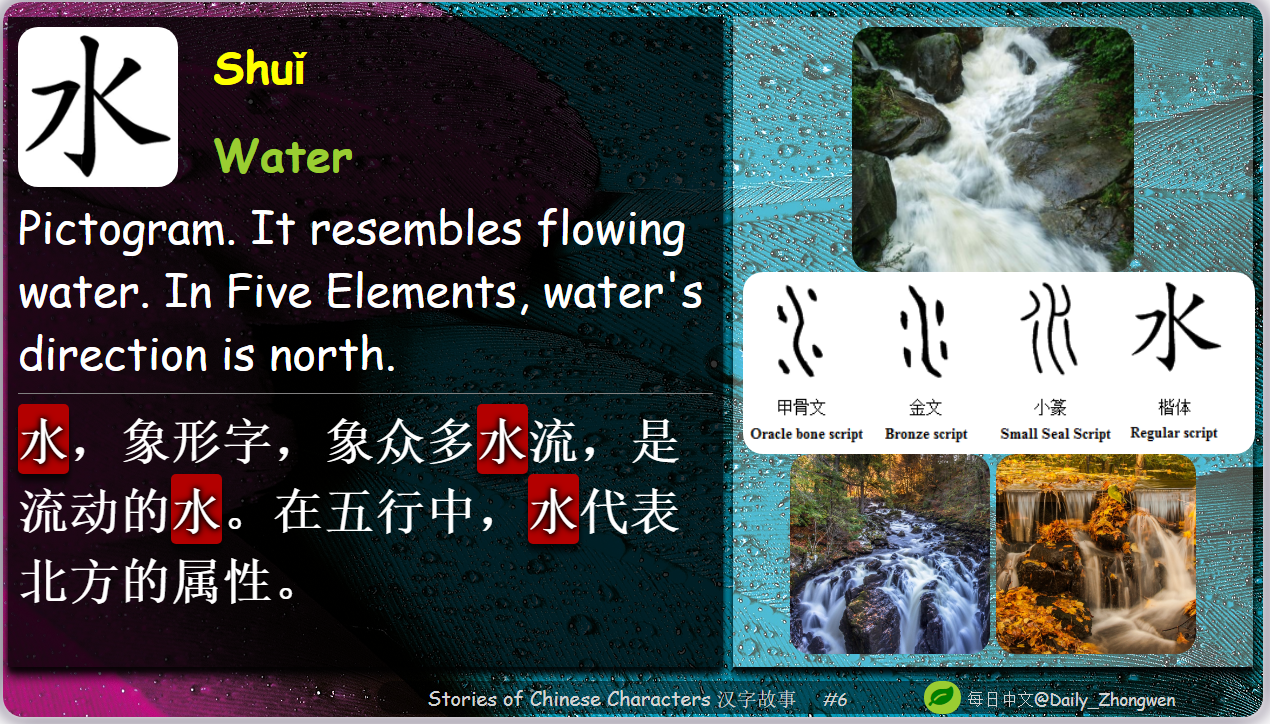 水
Shuǐ
Water
Pictogram. It resembles flowing
water. In Five Elements, water's
direction is north.
水，象形字，象众多水流，是
流动的水。在五行中，水代表
北方的属性。
水
甲骨文 金文 小篆 楷体
Oracle bone script Bronze script Small Seal Script Regular script
Stories of Chinese Characters 汉字故事 #6 每日中文@Daily_Zhongwen